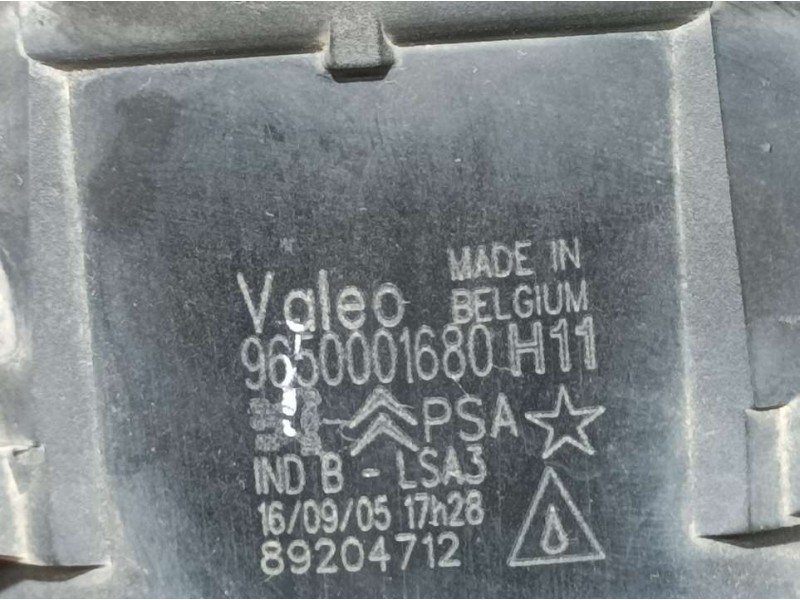 Valeo MADE IN BELGIUM
9650001680 H11
PSA
IND B - LSA3
16/09/05 17h28
89204712